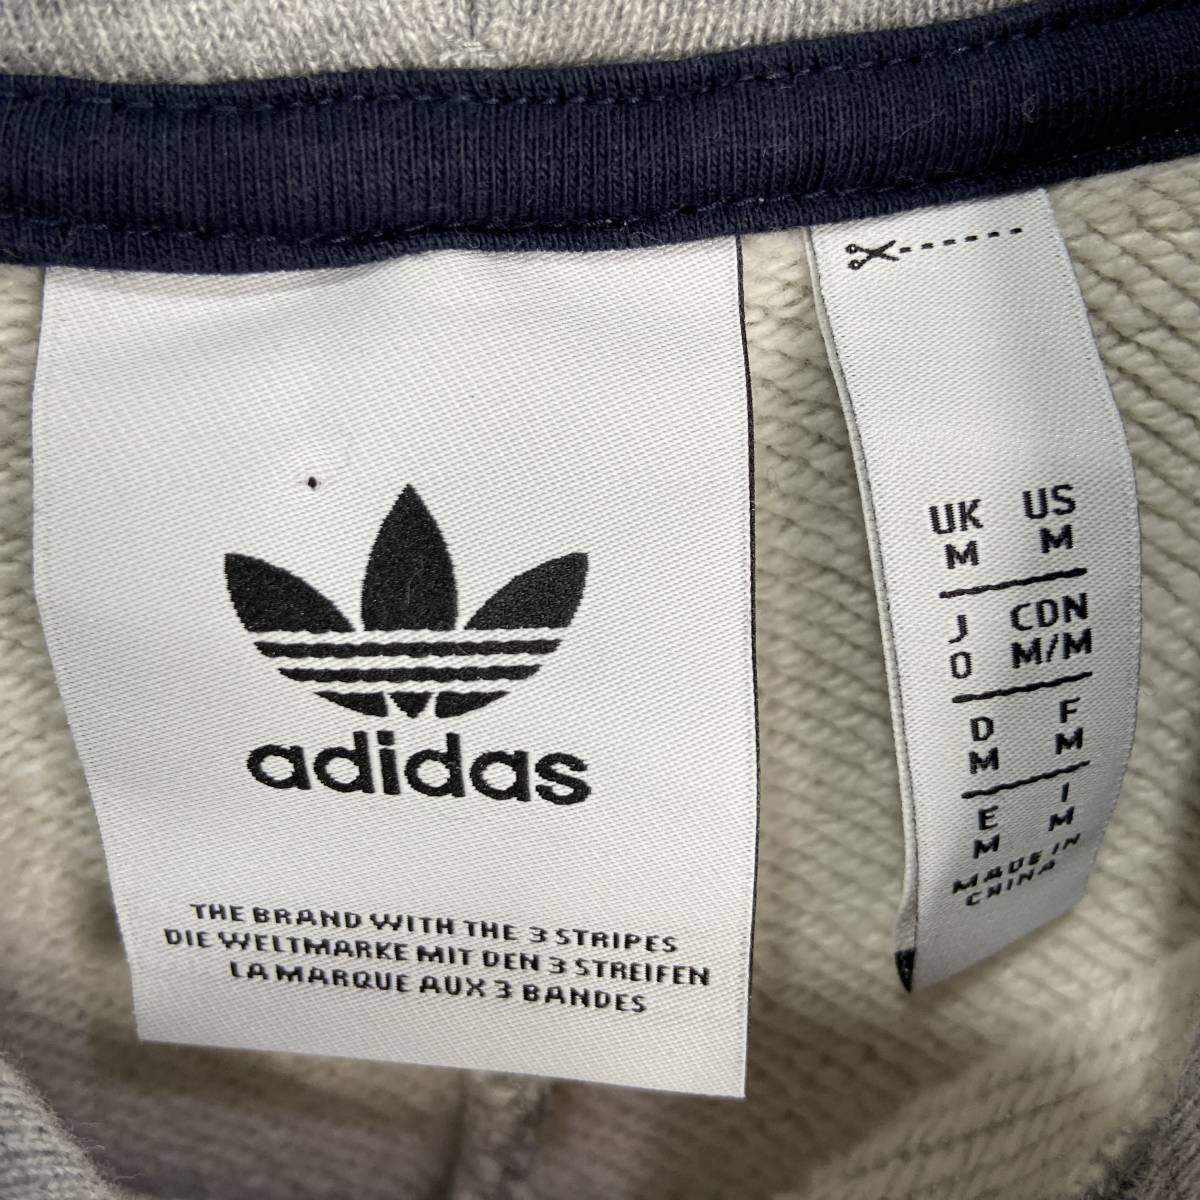 adidas
THE BRAND WITH THE 3 STRIPES
DIE WELTMARKE MIT DEN 3 STREIFEN
LA MARQUE AUX 3 BANDES
UK US
M M
J CDN
O M/M
D F
M M
E I
M M
MADE IN
CHINA